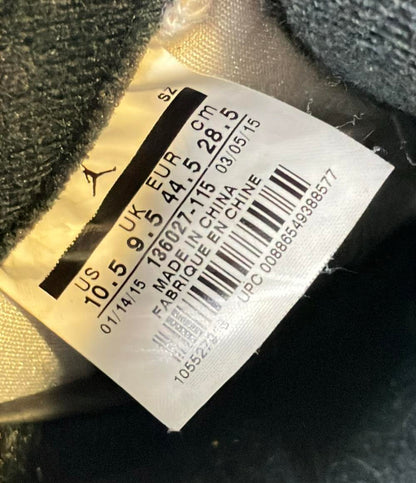 SZ
US UK EUR cm
10.5 9.5 44.5 28.5
01/14/15 136027-115 03/05/15
MADE IN CHINA
FABRIQUE EN CHINE
UPC 00886549388577